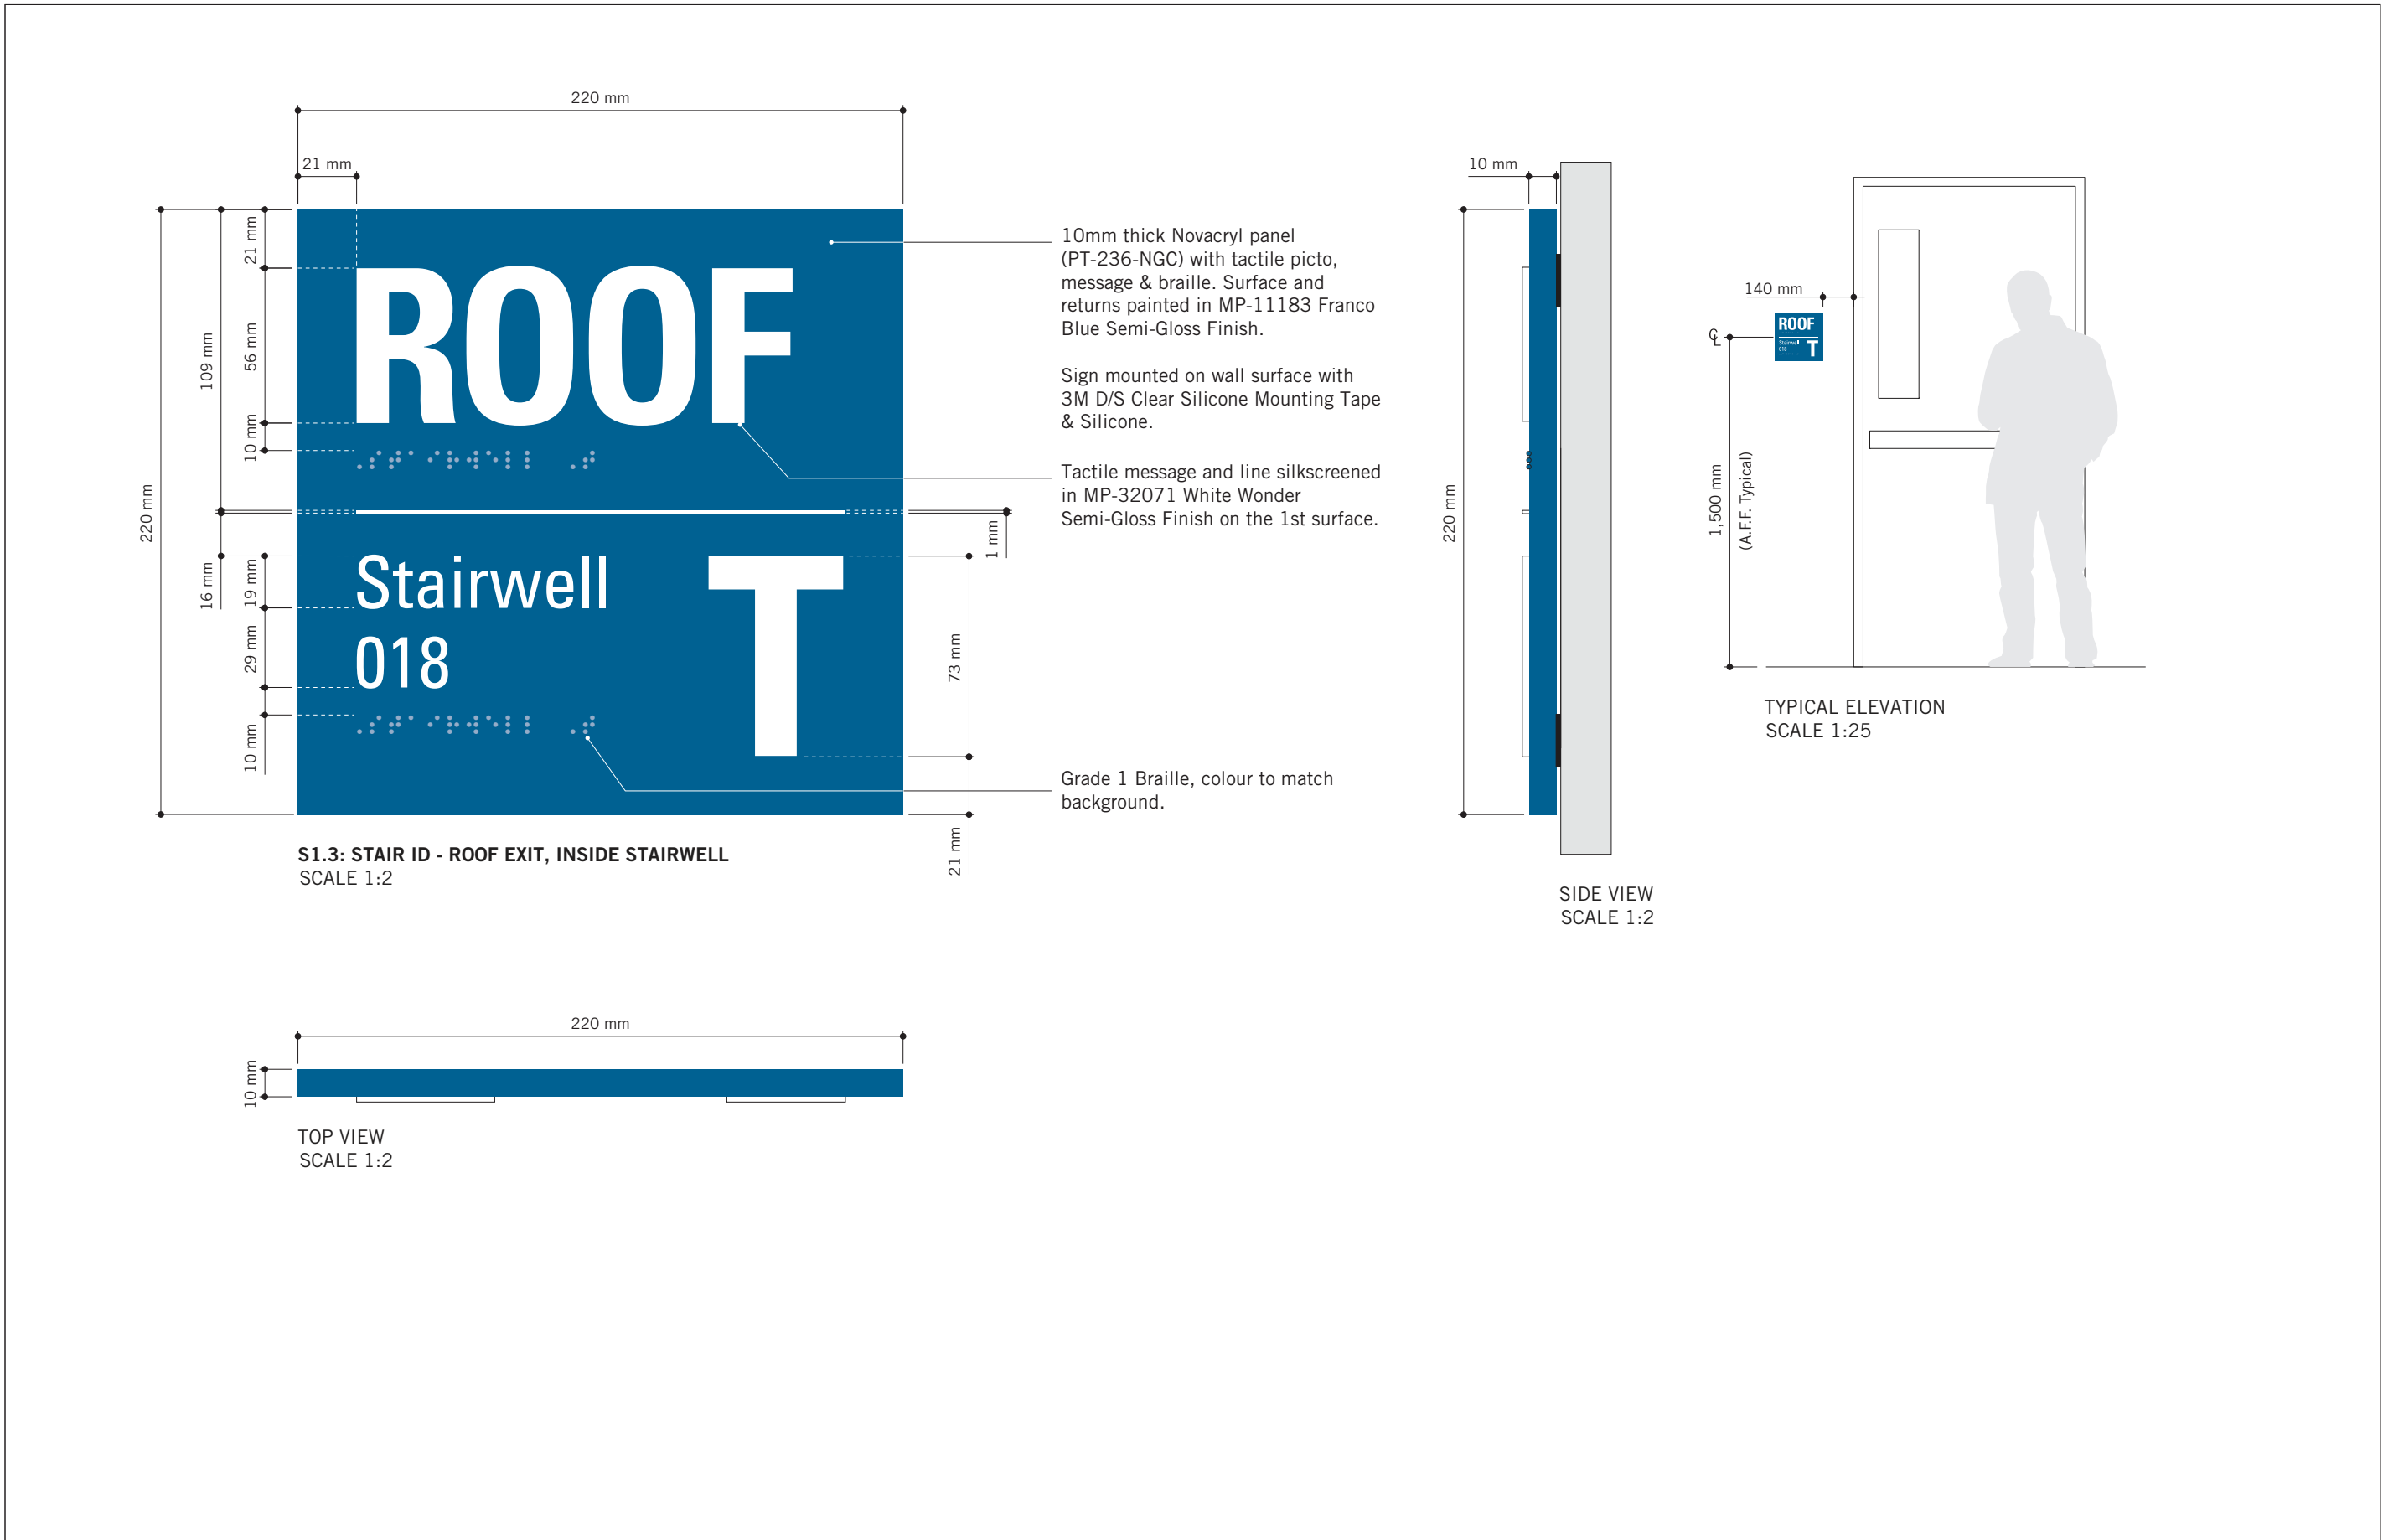 220 mm
21 mm
220 mm
109 mm
21 mm
56 mm
10 mm
16 mm
19 mm
29 mm
10 mm
ROOF
Stairwell
018
T
1 mm
73 mm
21 mm
10mm thick Novacryl panel
(PT-236-NGC) with tactile picto,
message & braille. Surface and
returns painted in MP-11183 Franco
Blue Semi-Gloss Finish.
Sign mounted on wall surface with
3M D/S Clear Silicone Mounting Tape
& Silicone.
Tactile message and line silkscreened
in MP-32071 White Wonder
Semi-Gloss Finish on the 1st surface.
Grade 1 Braille, colour to match
background.
S1.3: STAIR ID - ROOF EXIT, INSIDE STAIRWELL
SCALE 1:2
10 mm
220 mm
SIDE VIEW
SCALE 1:2
140 mm
ROOF
Stairwell
018
T
CL
1,500 mm
(A.F.F. Typical)
TYPICAL ELEVATION
SCALE 1:25
220 mm
10 mm
TOP VIEW
SCALE 1:2